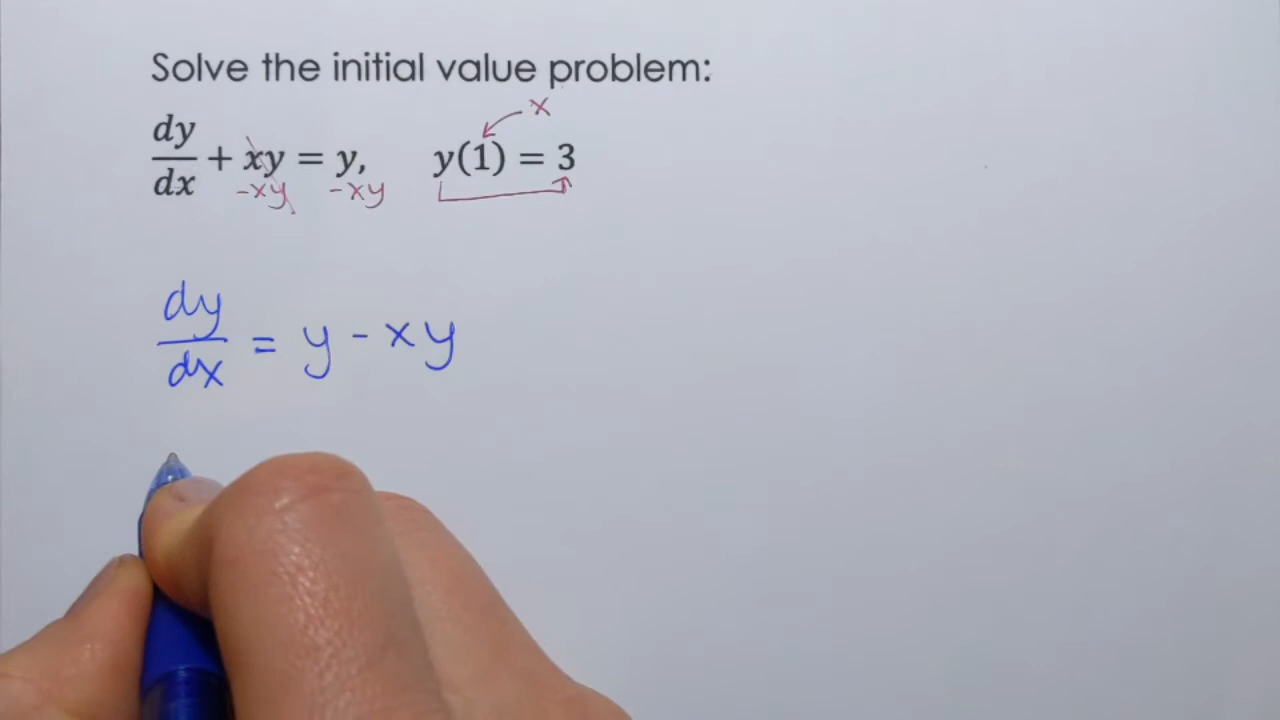 Solve the initial value problem:
x
dy/dx + xy = y, y(1) = 3
-xy -xy
dy/dx = y - xy